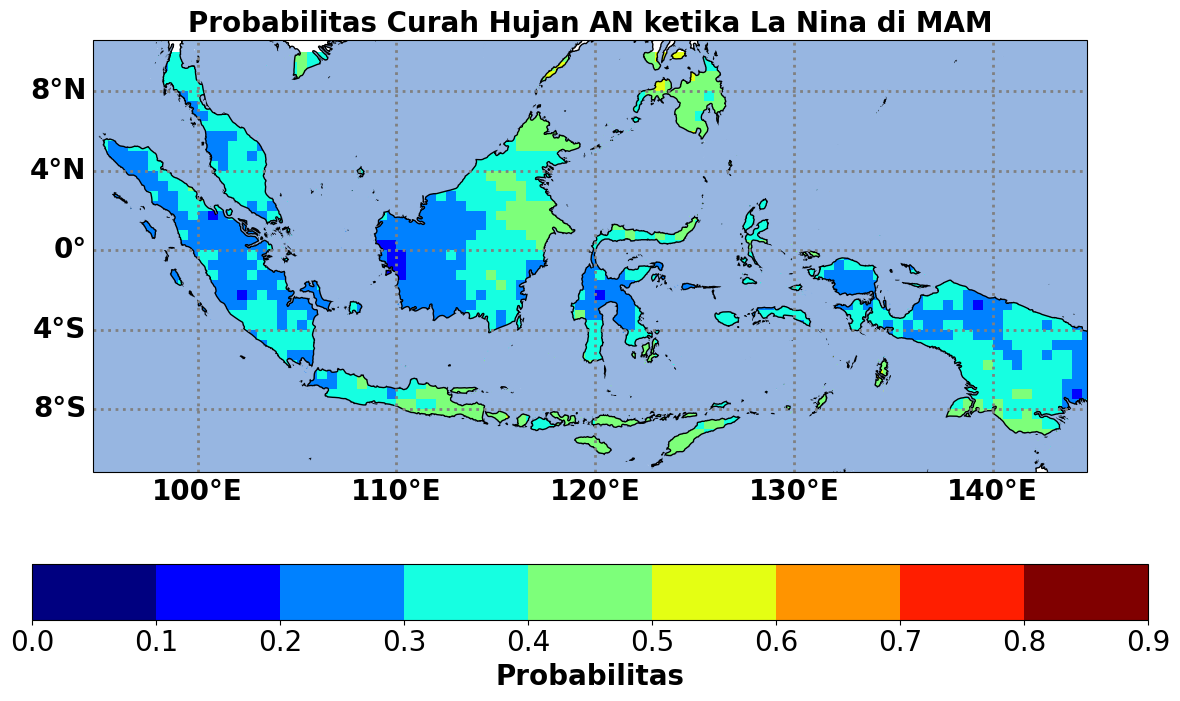 Probabilitas Curah Hujan AN ketika La Nina di MAM
8°N
4°N
0°
4°S
8°S
100°E 110°E 120°E 130°E 140°E
0.0 0.1 0.2 0.3 0.4 0.5 0.6 0.7 0.8 0.9
Probabilitas